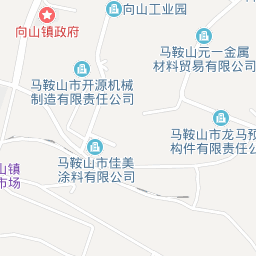 向山工业园
向山镇政府
马鞍山元一金属
材料贸易有限公司
马鞍山市开源机械
制造有限责任公司
马鞍山市龙马预
构件有限责任公
马鞍山市佳美
涂料有限公司
山镇
市场